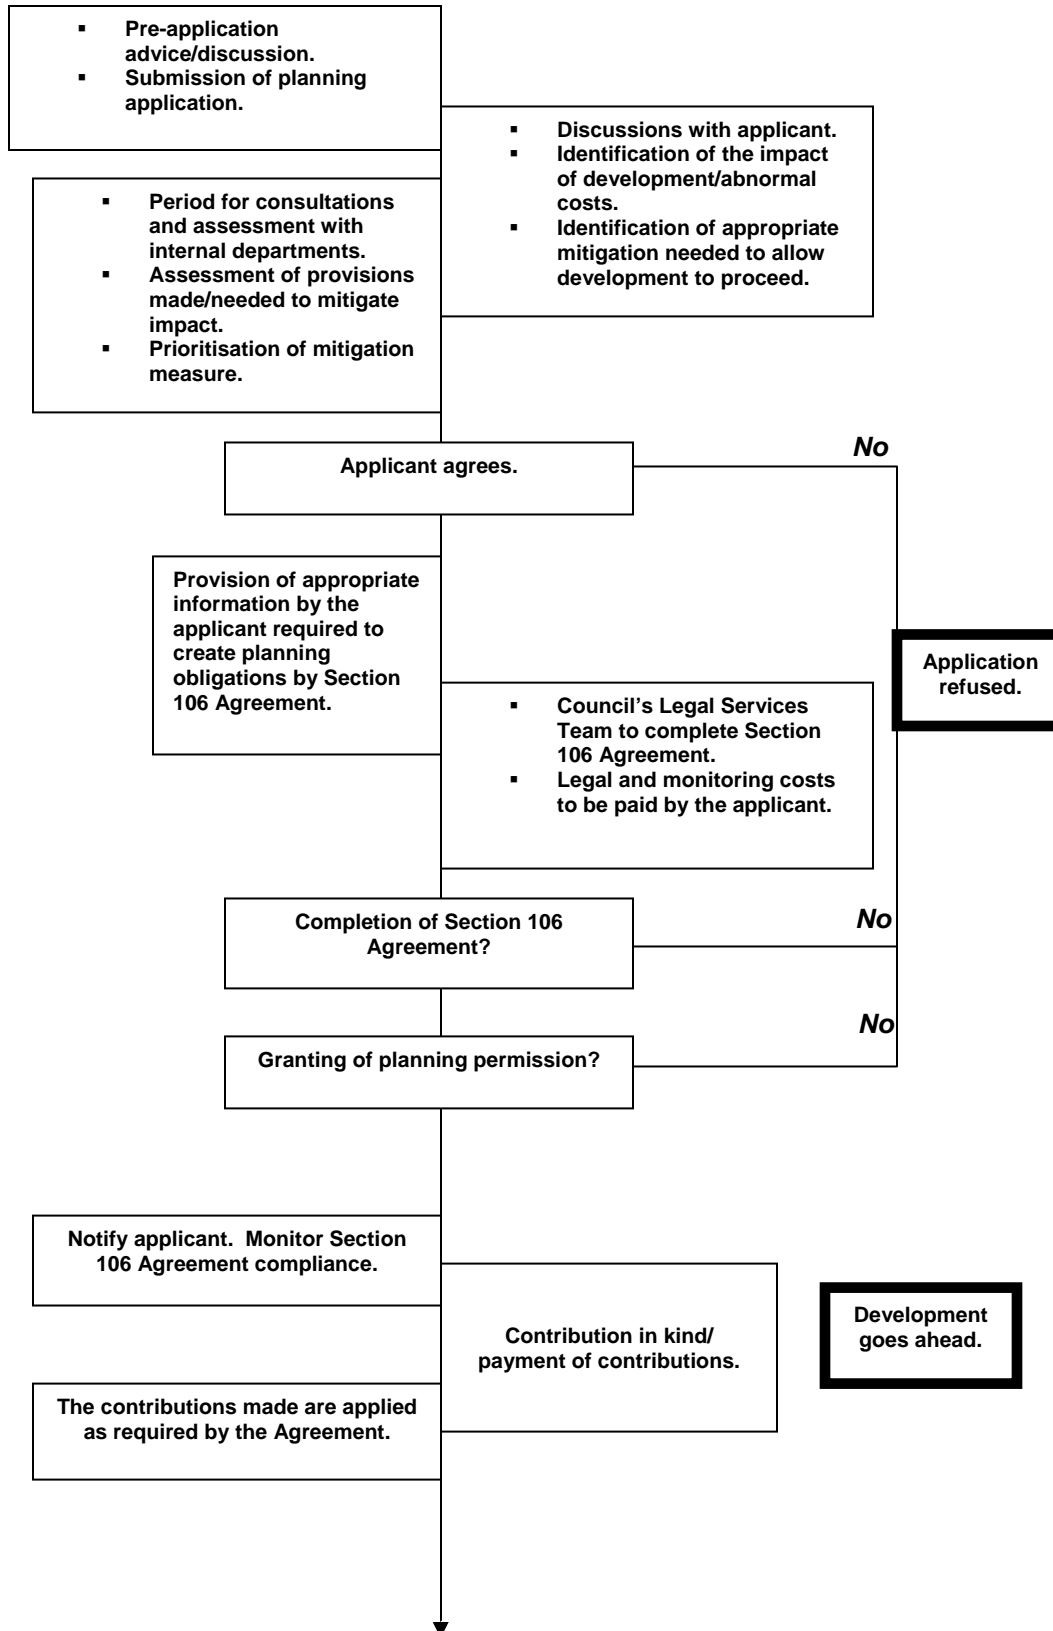 ▪ Pre-application
advice/discussion.
▪ Submission of planning
application.
▪ Discussions with applicant.
▪ Identification of the impact
of development/abnormal
costs.
▪ Identification of appropriate
mitigation needed to allow
development to proceed.
▪ Period for consultations
and assessment with
internal departments.
▪ Assessment of provisions
made/needed to mitigate
impact.
▪ Prioritisation of mitigation
measure.
Applicant agrees.
No
Provision of appropriate
information by the
applicant required to
create planning
obligations by Section
106 Agreement.
Application
refused.
▪ Council’s Legal Services
Team to complete Section
106 Agreement.
▪ Legal and monitoring costs
to be paid by the applicant.
Completion of Section 106
Agreement?
No
Granting of planning permission?
No
Notify applicant.  Monitor Section
106 Agreement compliance.
Contribution in kind/
payment of contributions.
Development
goes ahead.
The contributions made are applied
as required by the Agreement.